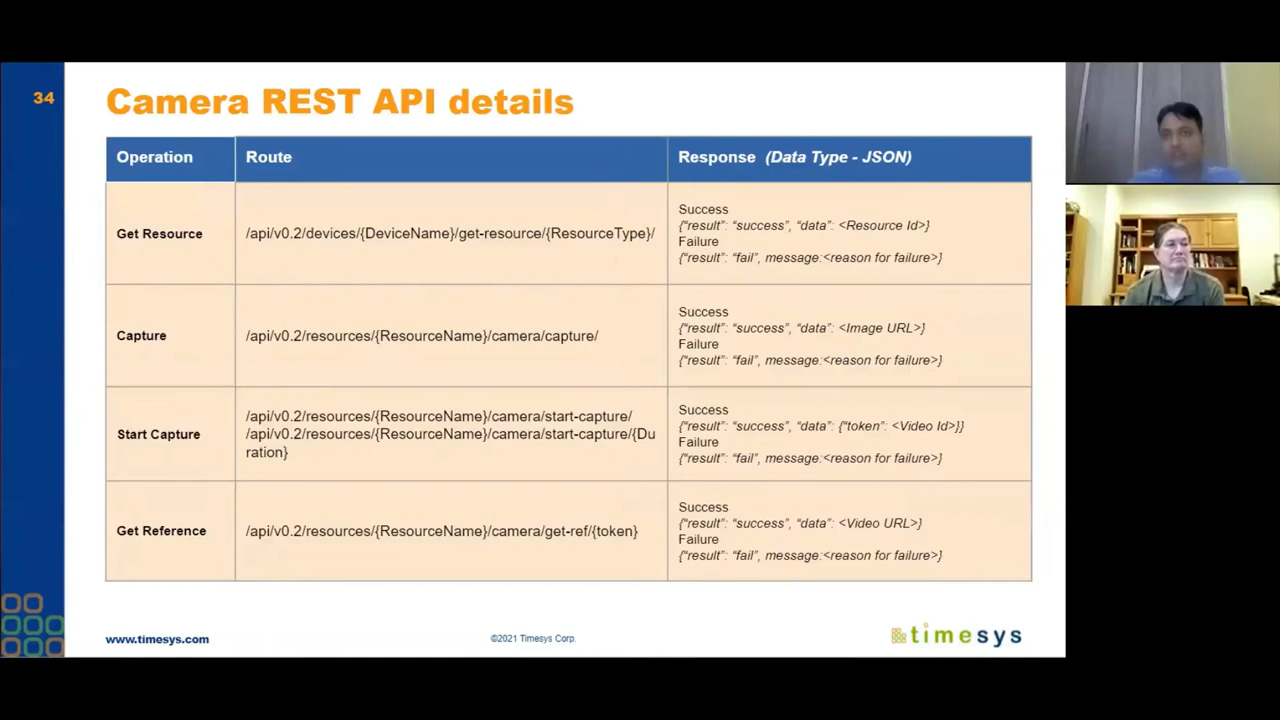 34
Camera REST API details
Operation
Route
Response (Data Type - JSON)
Get Resource
/api/v0.2/devices/{DeviceName}/get-resource/{ResourceType}/
Success
{“result”: “success”, “data”: <Resource Id>}
Failure
{“result”: “fail”, message:<reason for failure>}
Capture
/api/v0.2/resources/{ResourceName}/camera/capture/
Success
{“result”: “success”, “data”: <Image URL>}
Failure
{“result”: “fail”, message:<reason for failure>}
Start Capture
/api/v0.2/resources/{ResourceName}/camera/start-capture/
/api/v0.2/resources/{ResourceName}/camera/start-capture/{Du
ration}
Success
{“result”: “success”, “data”: {“token”: <Video Id>}}
Failure
{“result”: “fail”, message:<reason for failure>}
Get Reference
/api/v0.2/resources/{ResourceName}/camera/get-ref/{token}
Success
{“result”: “success”, “data”: <Video URL>}
Failure
{“result”: “fail”, message:<reason for failure>}
www.timesys.com
©2021 Timesys Corp.
timesys